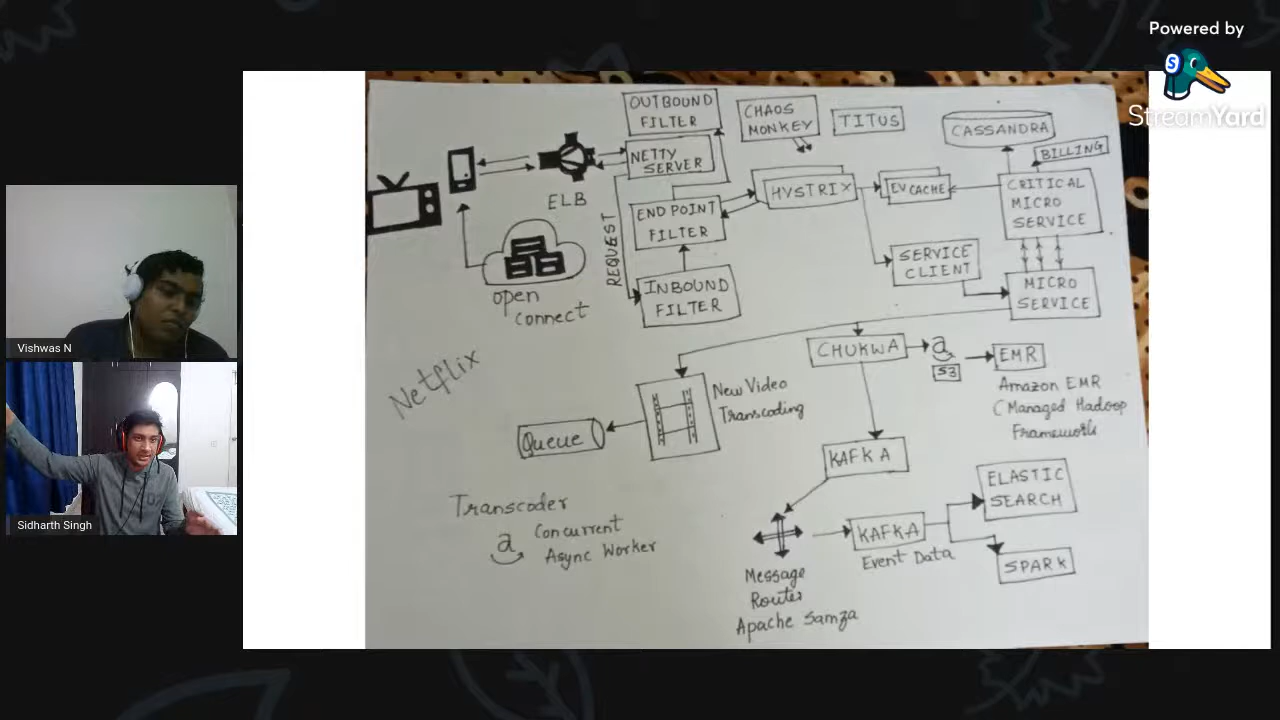 Powered by
StreamYard
OUTBOUND
FILTER
CHAOS
MONKEY
TITUS
CASSANDRA
NETTY
SERVER
BILLING
ELB
HYSTRIX
EV CACHE
CRITICAL
MICRO
SERVICE
END POINT
FILTER
REQUEST
SERVICE
CLIENT
open
connect
INBOUND
FILTER
MICRO
SERVICE
Netflix
CHUKWA
a
S3
EMR
New Video
Transcoding
Amazon EMR
(Managed Hadoop
Framework
Queue
KAFKA
Transcoder
a
Concurrent
Async Worker
ELASTIC
SEARCH
KAFKA
Event Data
SPARK
Message
Router
Apache Samza
Vishwas N
Sidharth Singh